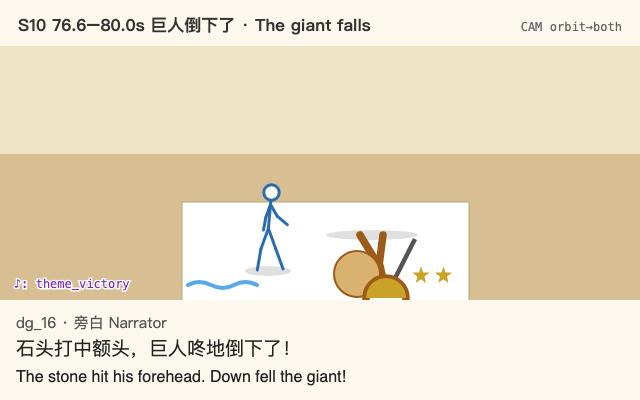 S10 76.6—80.0s 巨人倒下了 · The giant falls
CAM orbit→both
♪: theme_victory
dg_16 · 旁白 Narrator
石头打中额头，巨人咚地倒下了！
The stone hit his forehead. Down fell the giant!